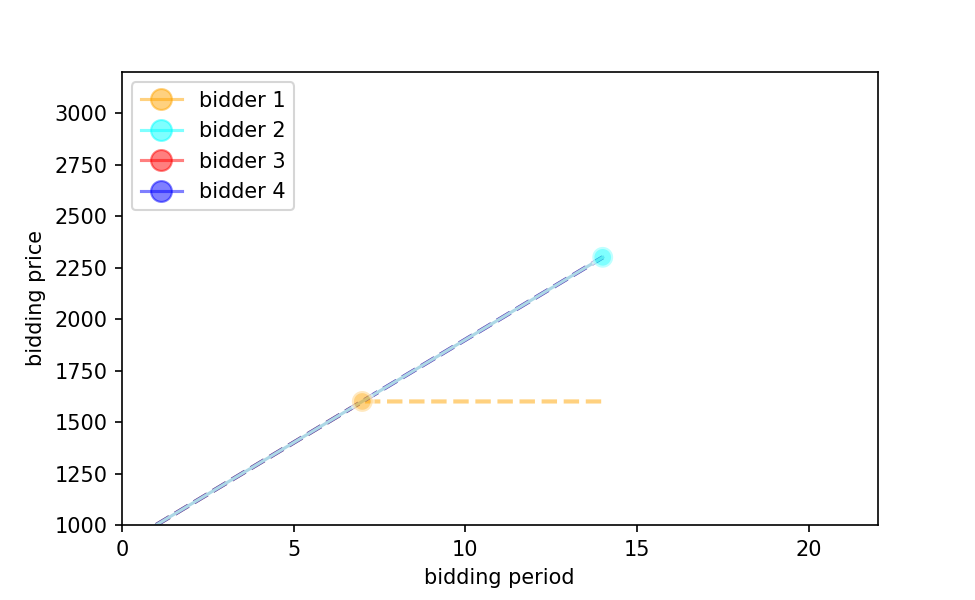 bidder 1
bidder 2
bidder 3
bidder 4
3000
2750
2500
2250
2000
1750
1500
1250
1000
bidding price
0 5 10 15 20
bidding period